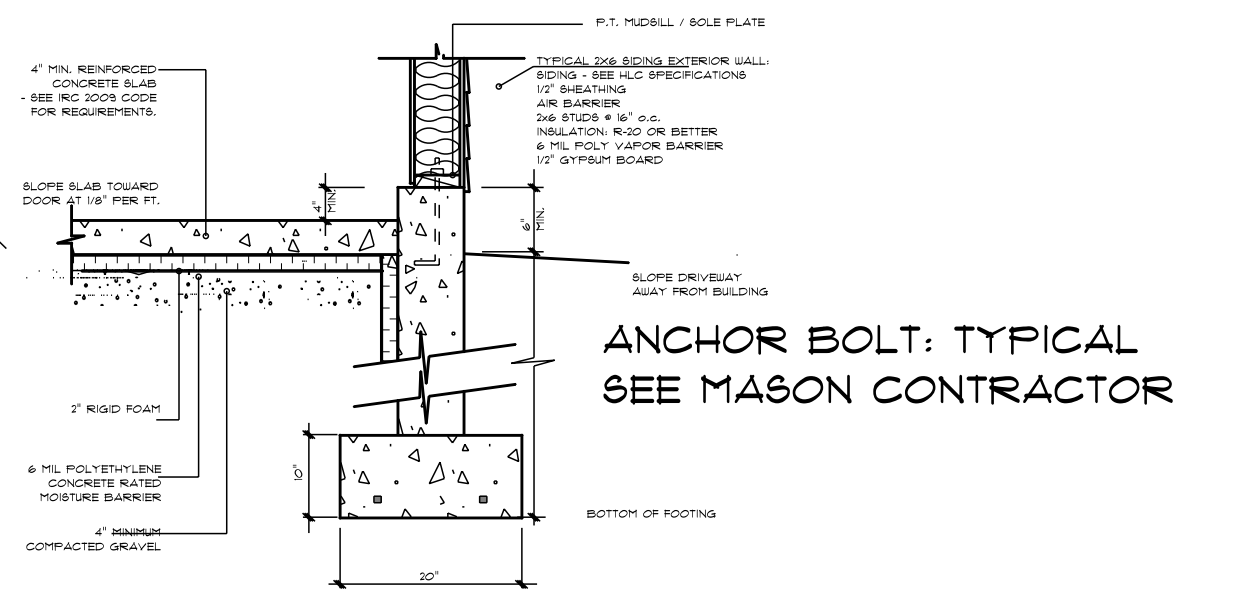 P.T. MUDSILL / SOLE PLATE
4" MIN. REINFORCED
CONCRETE SLAB
- SEE IRC 2009 CODE
FOR REQUIREMENTS.
TYPICAL 2X6 SIDING EXTERIOR WALL:
SIDING - SEE HLC SPECIFICATIONS
1/2" SHEATHING
AIR BARRIER
2x6 STUDS @ 16" o.c.
INSULATION: R-20 OR BETTER
6 MIL POLY VAPOR BARRIER
1/2" GYPSUM BOARD
SLOPE SLAB TOWARD
DOOR AT 1/8" PER FT.
4"
MIN.
6"
MIN.
SLOPE DRIVEWAY
AWAY FROM BUILDING
ANCHOR BOLT: TYPICAL
SEE MASON CONTRACTOR
2" RIGID FOAM
6 MIL POLYETHYLENE
CONCRETE RATED
MOISTURE BARRIER
10"
4" MINIMUM
COMPACTED GRAVEL
BOTTOM OF FOOTING
20"